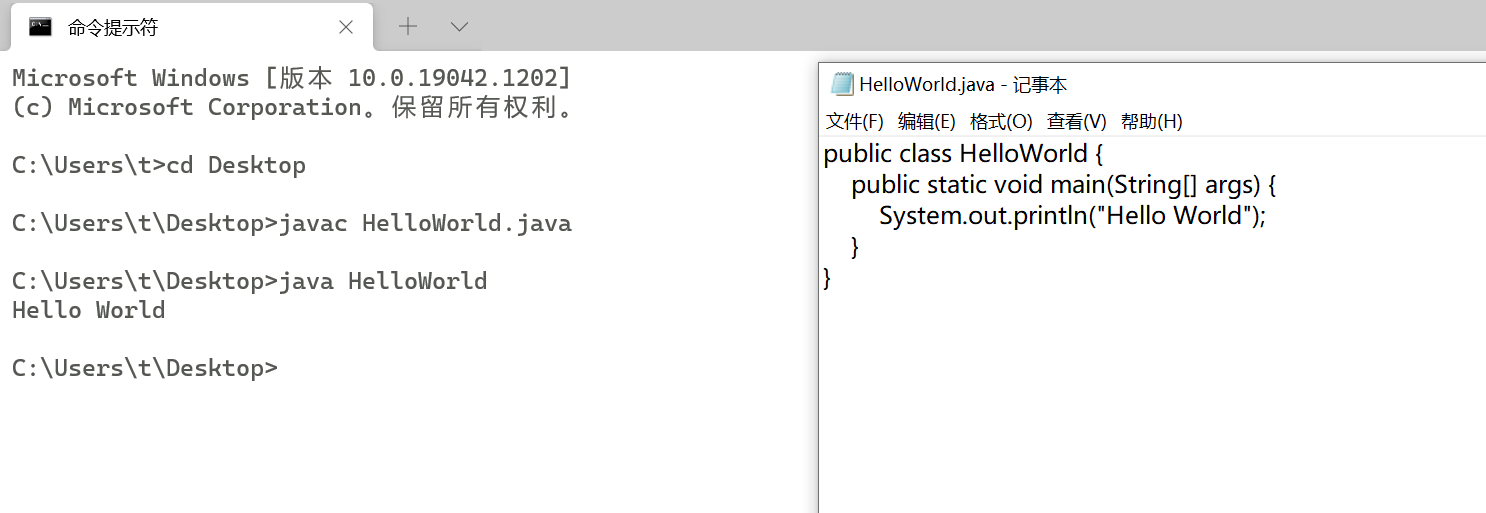 命令提示符
Microsoft Windows [版本 10.0.19042.1202]
(c) Microsoft Corporation。保留所有权利。
C:\Users\t>cd Desktop
C:\Users\t\Desktop>javac HelloWorld.java
C:\Users\t\Desktop>java HelloWorld
Hello World
C:\Users\t\Desktop>
HelloWorld.java - 记事本
文件(F) 编辑(E) 格式(O) 查看(V) 帮助(H)
public class HelloWorld {
    public static void main(String[] args) {
        System.out.println("Hello World");
    }
}